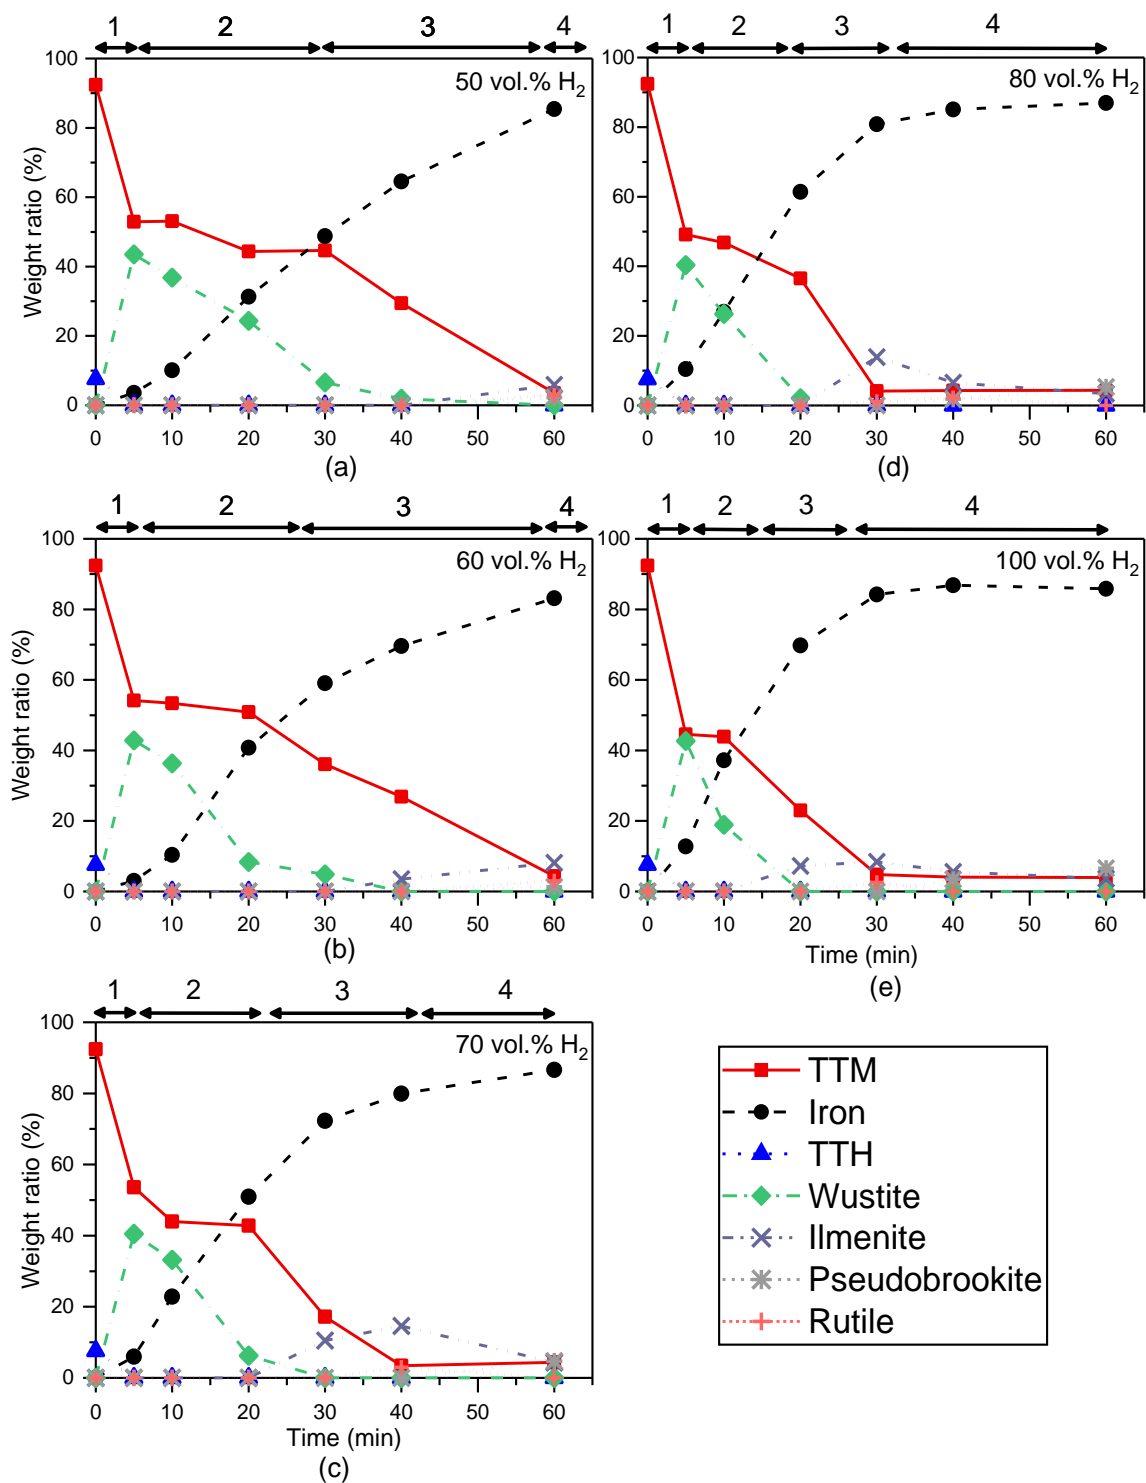 1 2 3 4
50 vol.% H₂
Weight ratio (%)
100
80
60
40
20
0
0 10 20 30 40 50 60
(a)
1 2 3 4
80 vol.% H₂
100
80
60
40
20
0
0 10 20 30 40 50 60
(d)
1 2 3 4
60 vol.% H₂
Weight ratio (%)
100
80
60
40
20
0
0 10 20 30 40 50 60
(b)
1 2 3 4
100 vol.% H₂
100
80
60
40
20
0
0 10 20 30 40 50 60
Time (min)
(e)
1 2 3 4
70 vol.% H₂
Weight ratio (%)
100
80
60
40
20
0
0 10 20 30 40 50 60
Time (min)
(c)
TTM
Iron
TTH
Wustite
Ilmenite
Pseudobrookite
Rutile